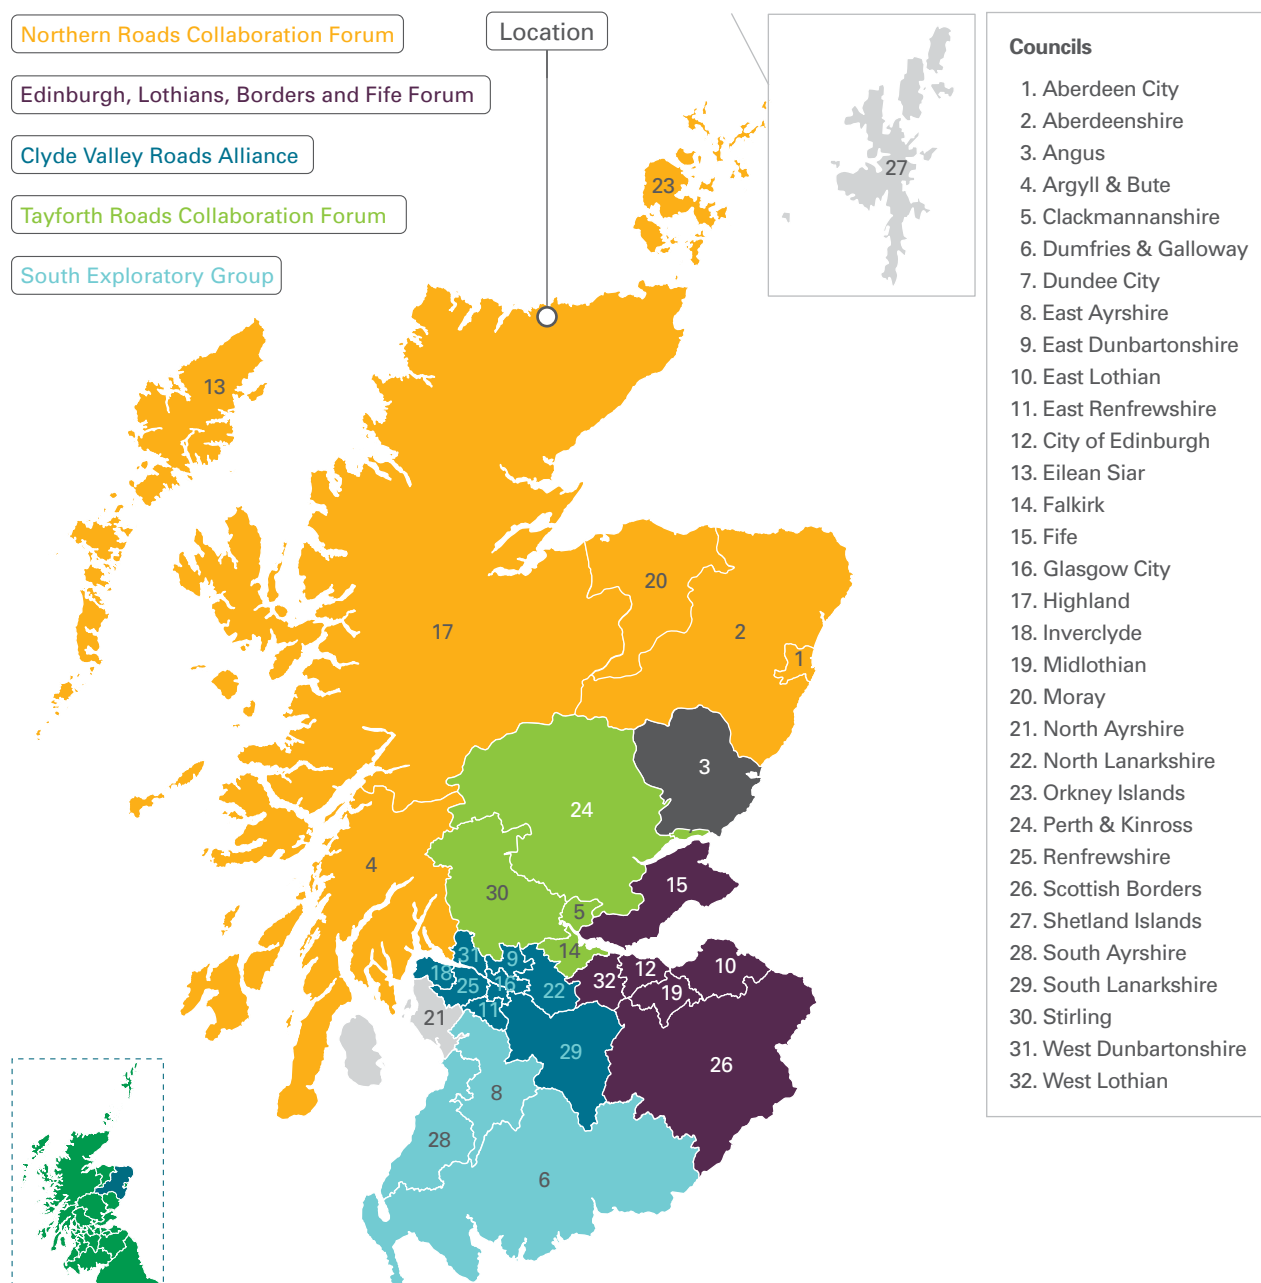 Northern Roads Collaboration Forum
Edinburgh, Lothians, Borders and Fife Forum
Clyde Valley Roads Alliance
Tayforth Roads Collaboration Forum
South Exploratory Group
Location
27
23
13
20
17
2
1
3
24
4
15
30
5
14
31
9
12
10
18
32
25
16
22
19
21
11
29
26
8
28
6
Councils
1. Aberdeen City
2. Aberdeenshire
3. Angus
4. Argyll & Bute
5. Clackmannanshire
6. Dumfries & Galloway
7. Dundee City
8. East Ayrshire
9. East Dunbartonshire
10. East Lothian
11. East Renfrewshire
12. City of Edinburgh
13. Eilean Siar
14. Falkirk
15. Fife
16. Glasgow City
17. Highland
18. Inverclyde
19. Midlothian
20. Moray
21. North Ayrshire
22. North Lanarkshire
23. Orkney Islands
24. Perth & Kinross
25. Renfrewshire
26. Scottish Borders
27. Shetland Islands
28. South Ayrshire
29. South Lanarkshire
30. Stirling
31. West Dunbartonshire
32. West Lothian